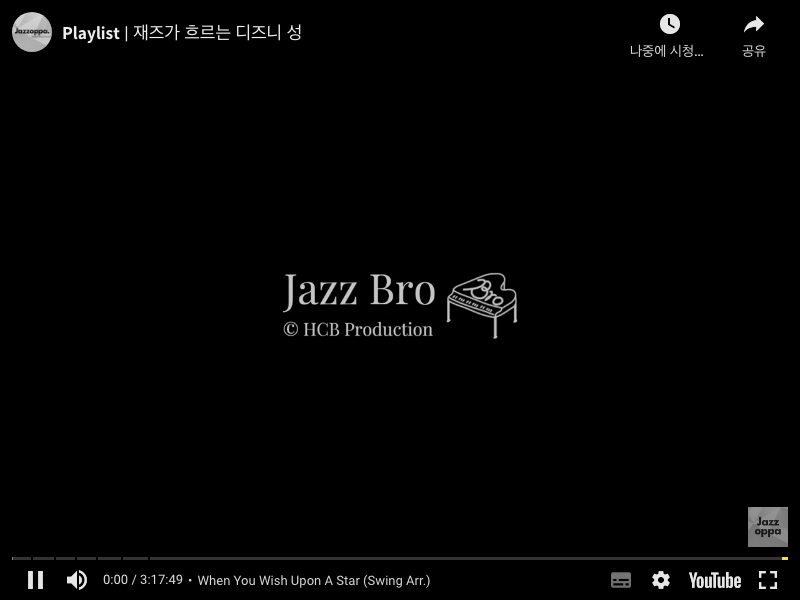 Jazzoppa.
Playlist | 재즈가 흐르는 디즈니 성
나중에 시청...
공유
Jazz Bro
Bro
© HCB Production
Jazz
oppa
0:00 / 3:17:49 • When You Wish Upon A Star (Swing Arr.)
YouTube